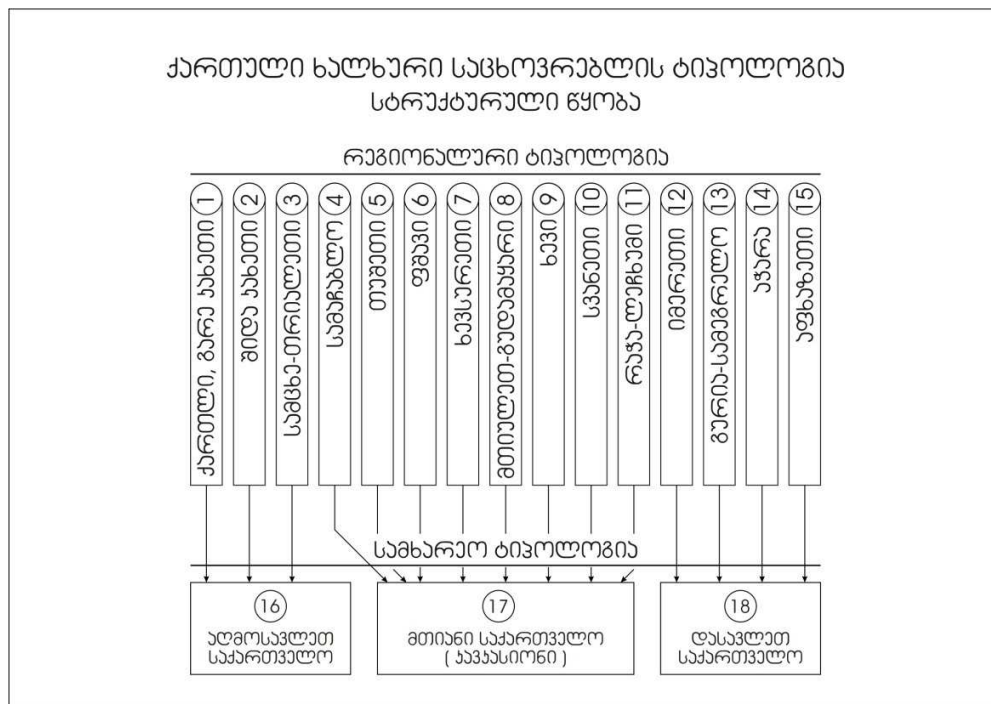 ქართული ხალხური საცხოვრებლის ტიპოლოგია
სტრუქტურული წყობა
რეგიონალური ტიპოლოგია
1 ქართლი, გარე კახეთი
2 შიდა კახეთი
3 სამცხე-თრიალეთი
4 სამაჩაბლო
5 თუშეთი
6 ფშავი
7 ხევსურეთი
8 მთიულეთ-გუდამაყარი
9 ხევი
10 სვანეთი
11 რაჭა-ლეჩხუმი
12 იმერეთი
13 გურია-სამეგრელო
14 აჭარა
15 აფხაზეთი
სამხარეო ტიპოლოგია
16
აღმოსავლეთ
საქართველო
17
მთიანი საქართველო
( კავკასიონი )
18
დასავლეთ
საქართველო